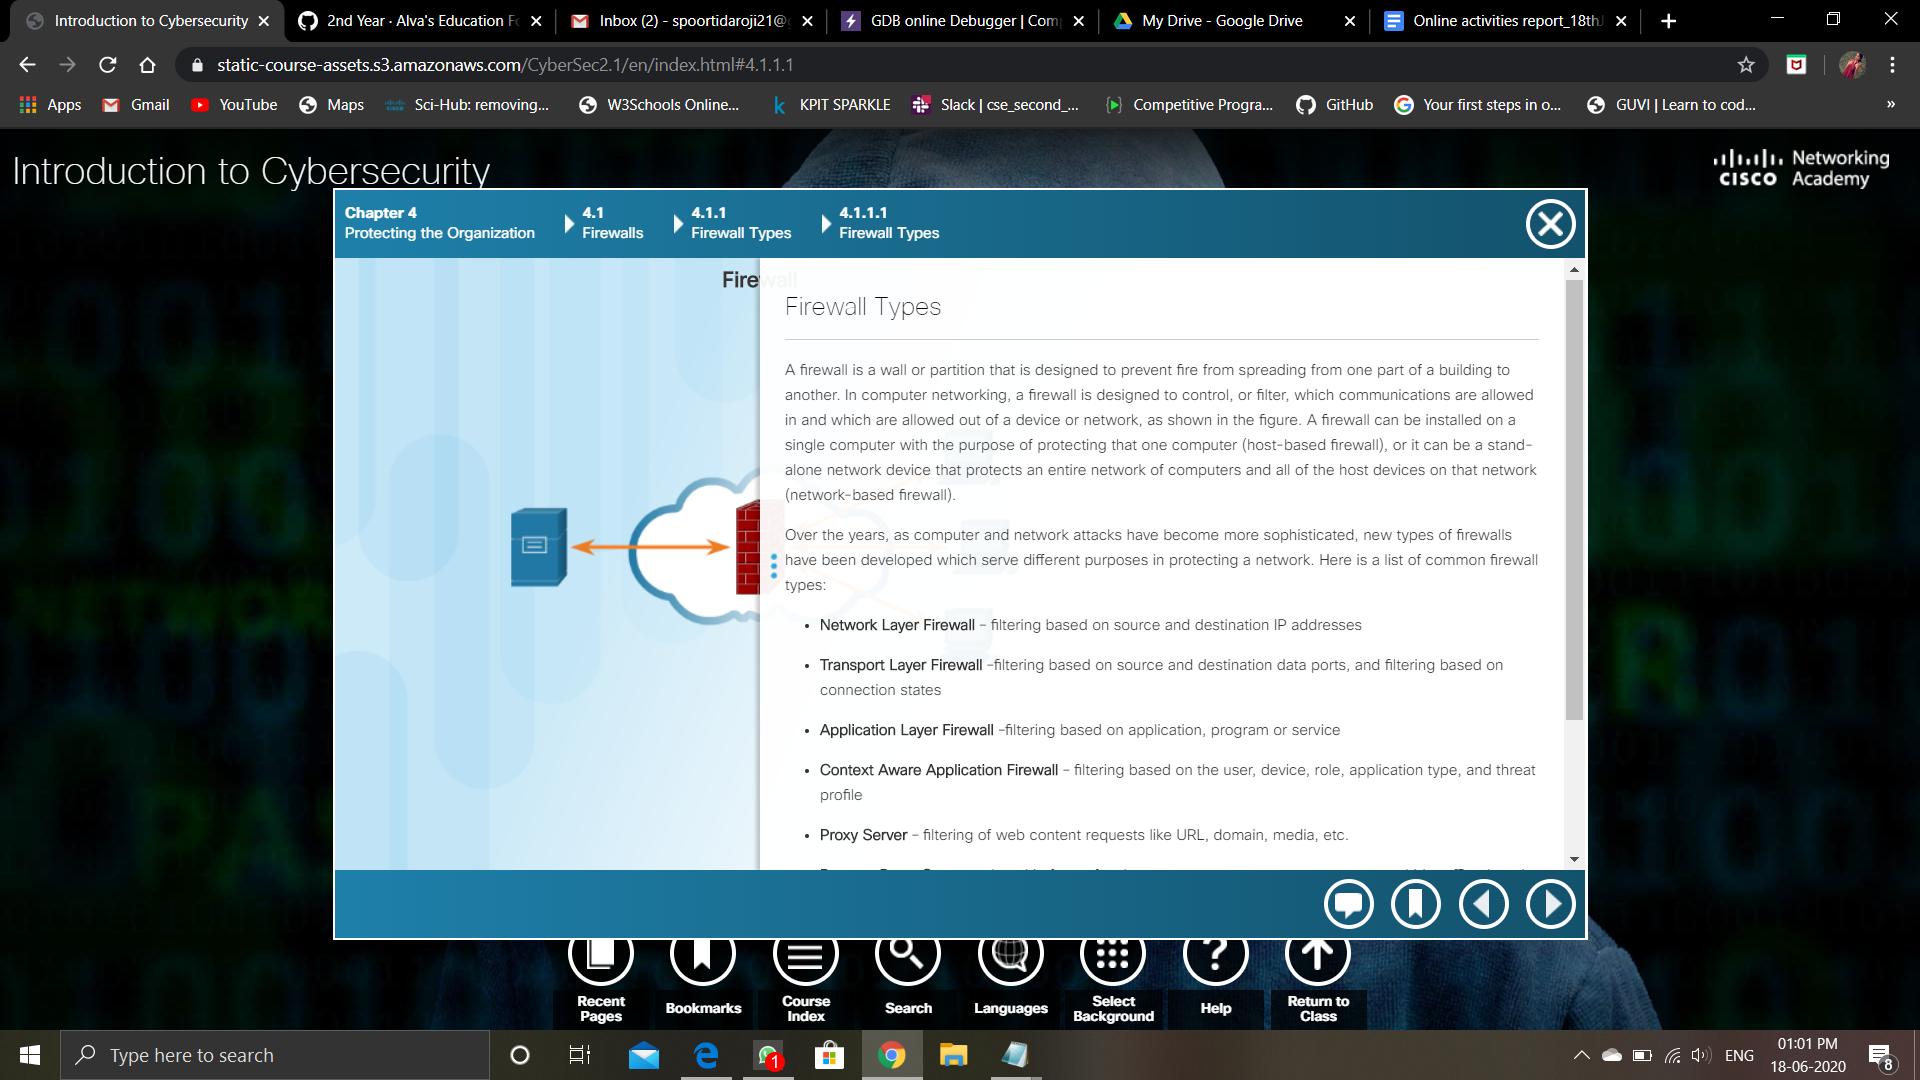 Introduction to Cybersecurity
2nd Year · Alva's Education Fo
Inbox (2) - spoortidaroji21@g
GDB online Debugger | Com
My Drive - Google Drive
Online activities report_18thJ
static-course-assets.s3.amazonaws.com/CyberSec2.1/en/index.html#4.1.1.1
Apps
Gmail
YouTube
Maps
Sci-Hub: removing...
W3Schools Online...
KPIT SPARKLE
Slack | cse_second_...
Competitive Progra...
GitHub
Your first steps in o...
GUVI | Learn to cod...
»
Introduction to Cybersecurity
CISCO
Networking
Academy
Chapter 4
Protecting the Organization
4.1
Firewalls
4.1.1
Firewall Types
4.1.1.1
Firewall Types
Firewall
Firewall Types
A firewall is a wall or partition that is designed to prevent fire from spreading from one part of a building to
another. In computer networking, a firewall is designed to control, or filter, which communications are allowed
in and which are allowed out of a device or network, as shown in the figure. A firewall can be installed on a
single computer with the purpose of protecting that one computer (host-based firewall), or it can be a stand-
alone network device that protects an entire network of computers and all of the host devices on that network
(network-based firewall).
Over the years, as computer and network attacks have become more sophisticated, new types of firewalls
have been developed which serve different purposes in protecting a network. Here is a list of common firewall
types:
• Network Layer Firewall – filtering based on source and destination IP addresses
• Transport Layer Firewall –filtering based on source and destination data ports, and filtering based on
connection states
• Application Layer Firewall –filtering based on application, program or service
• Context Aware Application Firewall – filtering based on the user, device, role, application type, and threat
profile
• Proxy Server – filtering of web content requests like URL, domain, media, etc.
Recent
Pages
Bookmarks
Course
Index
Search
Languages
Select
Background
Help
Return to
Class
Type here to search
1
ENG
01:01 PM
18-06-2020
8